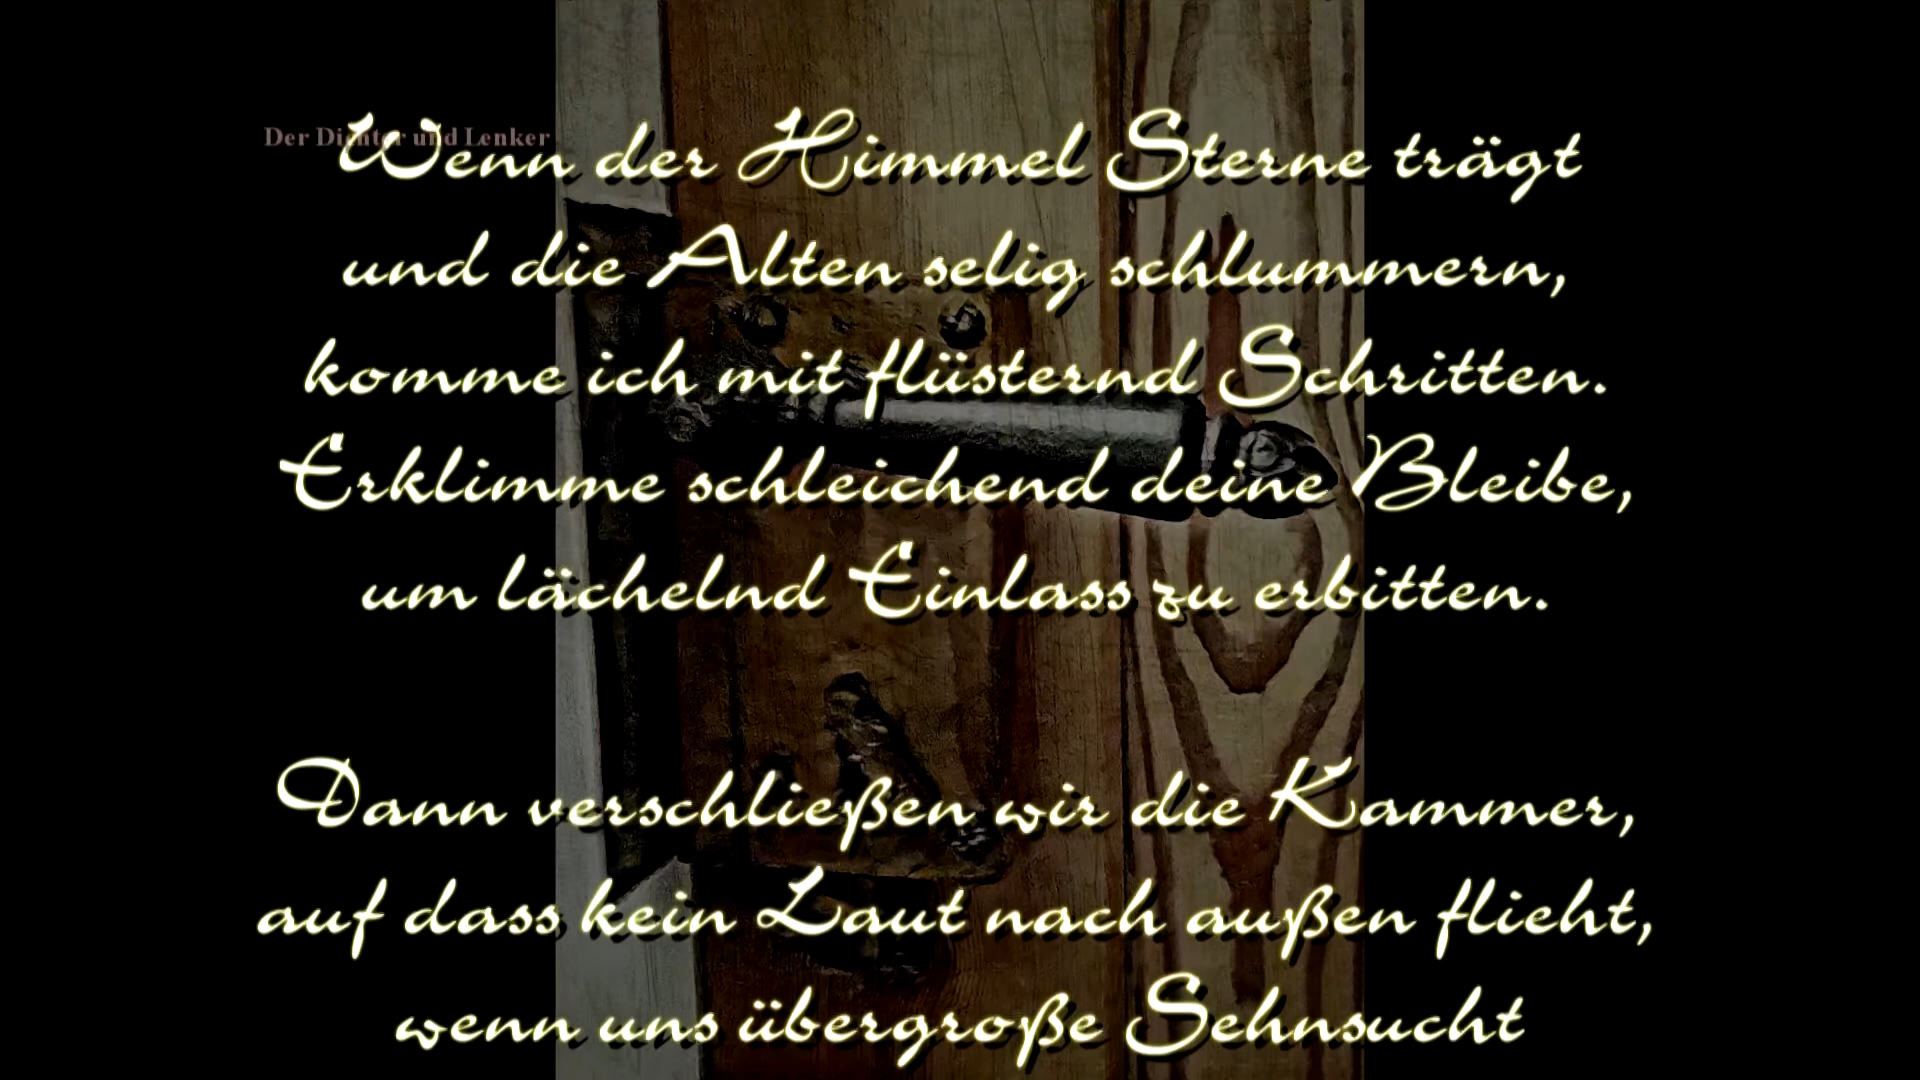 Der Dichter und Lenker
Wenn der Himmel Sterne trägt
und die Alten selig schlummern,
komme ich mit flüsternd Schritten.
Erklimme schleichend deine Bleibe,
um lächelnd Einlass zu erbitten.
Dann verschließen wir die Kammer,
auf dass kein Laut nach außen flieht,
wenn uns übergroße Sehnsucht